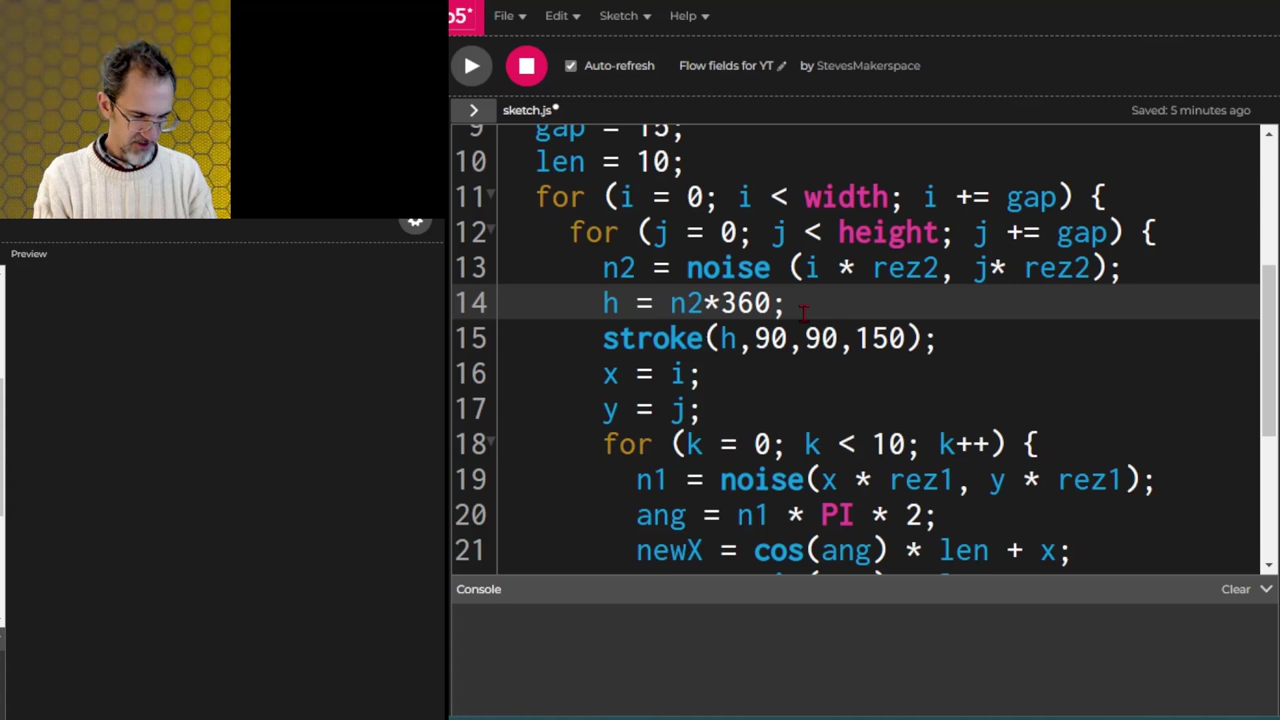 p5* File Edit Sketch Help
Auto-refresh Flow fields for YT by StevesMakerspace
sketch.js• Saved: 5 minutes ago
Preview
9 gap = 15;
10 len = 10;
11 for (i = 0; i < width; i += gap) {
12 for (j = 0; j < height; j += gap) {
13 n2 = noise (i * rez2, j* rez2);
14 h = n2*360;
15 stroke(h,90,90,150);
16 x = i;
17 y = j;
18 for (k = 0; k < 10; k++) {
19 n1 = noise(x * rez1, y * rez1);
20 ang = n1 * PI * 2;
21 newX = cos(ang) * len + x;
Console Clear